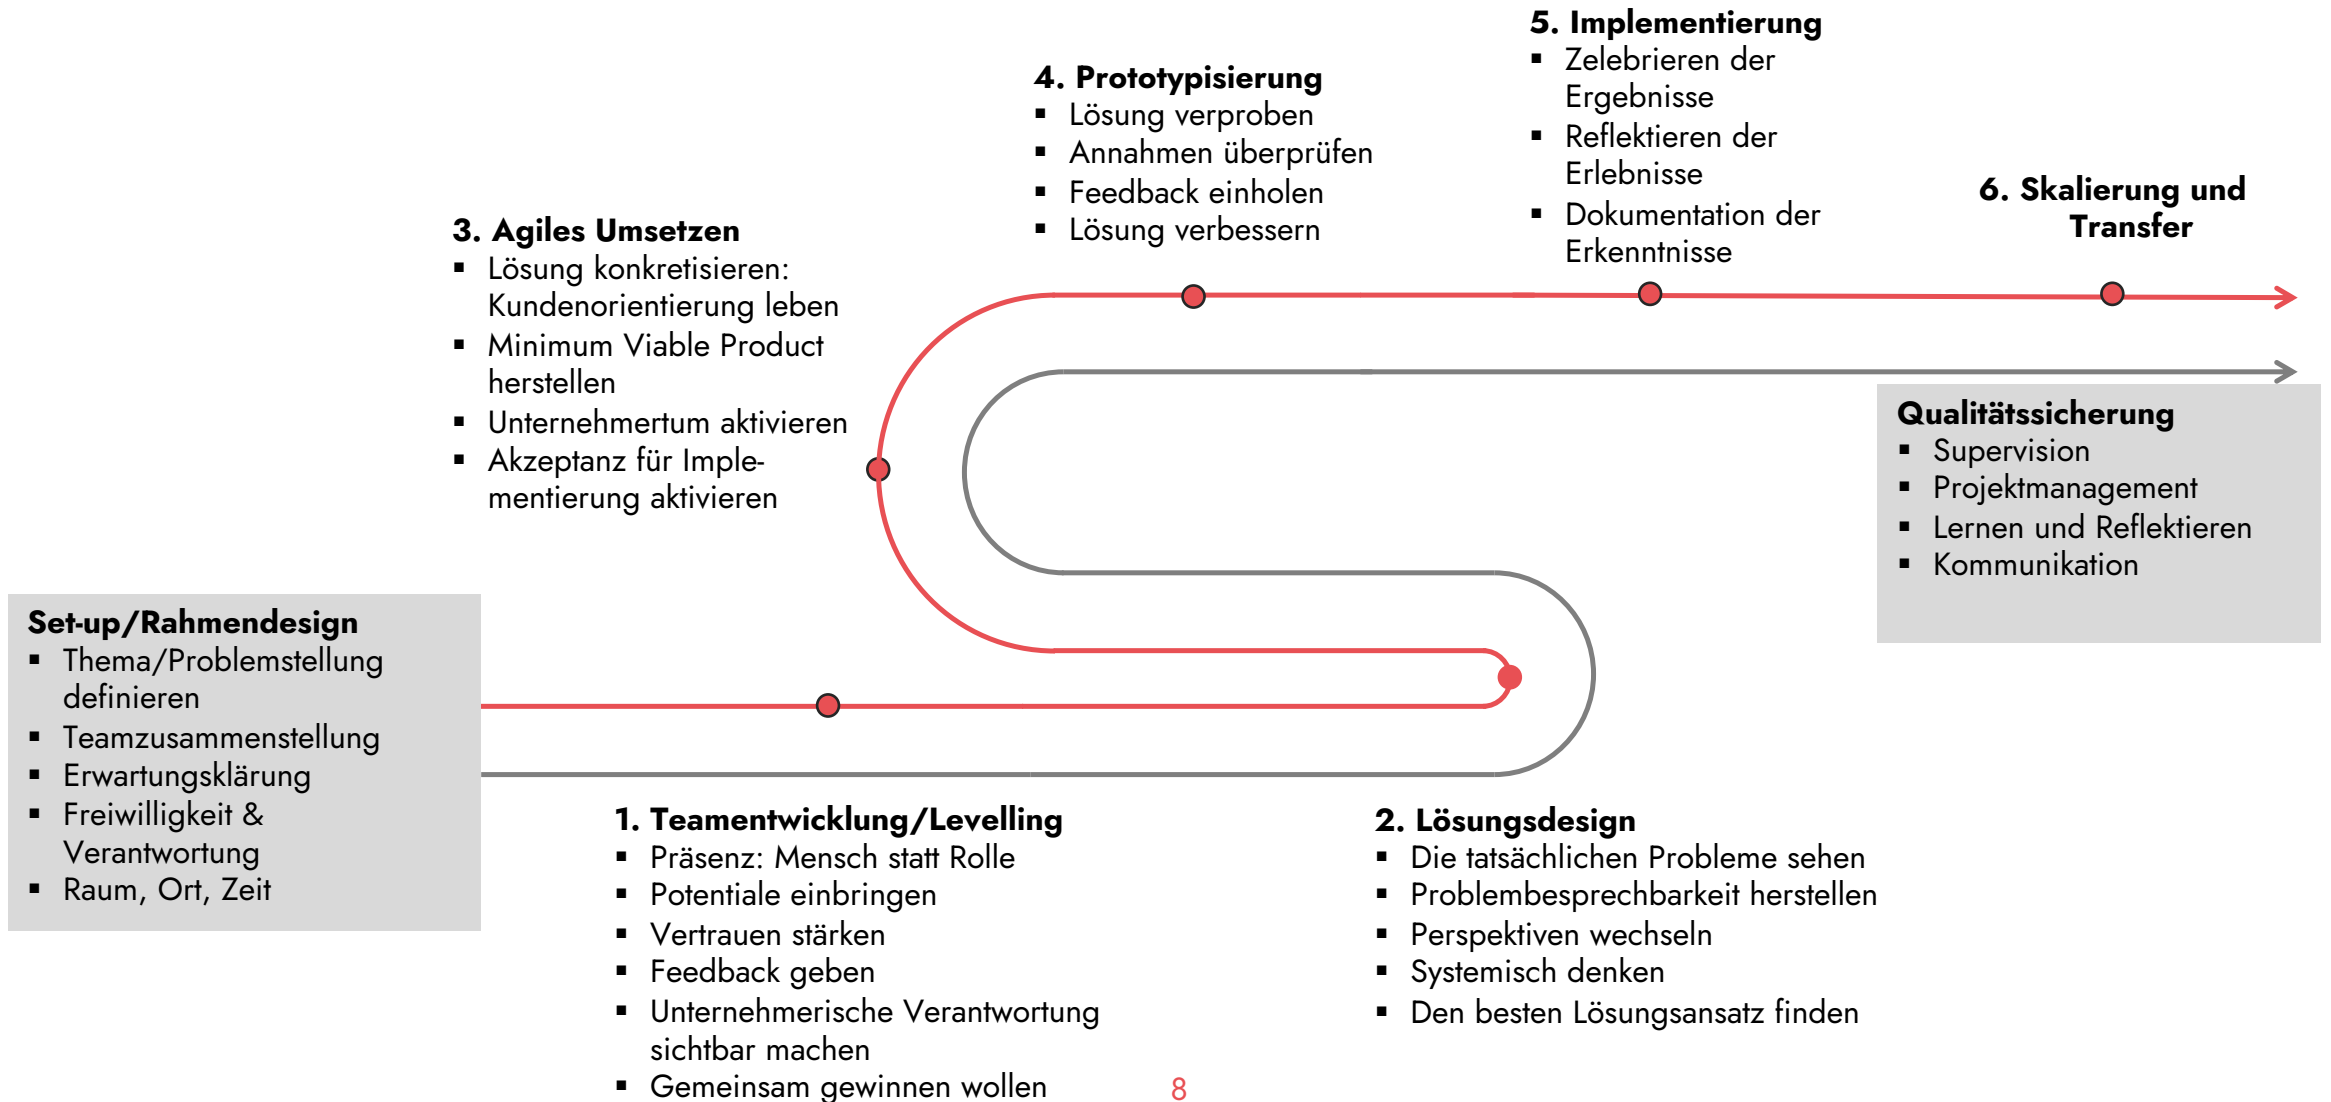 Set-up/Rahmendesign
▪ Thema/Problemstellung
definieren
▪ Teamzusammenstellung
▪ Erwartungsklärung
▪ Freiwilligkeit &
Verantwortung
▪ Raum, Ort, Zeit
1. Teamentwicklung/Levelling
▪ Präsenz: Mensch statt Rolle
▪ Potentiale einbringen
▪ Vertrauen stärken
▪ Feedback geben
▪ Unternehmerische Verantwortung
sichtbar machen
▪ Gemeinsam gewinnen wollen
2. Lösungsdesign
▪ Die tatsächlichen Probleme sehen
▪ Problembesprechbarkeit herstellen
▪ Perspektiven wechseln
▪ Systemisch denken
▪ Den besten Lösungsansatz finden
3. Agiles Umsetzen
▪ Lösung konkretisieren:
Kundenorientierung leben
▪ Minimum Viable Product
herstellen
▪ Unternehmertum aktivieren
▪ Akzeptanz für Imple-
mentierung aktivieren
4. Prototypisierung
▪ Lösung verproben
▪ Annahmen überprüfen
▪ Feedback einholen
▪ Lösung verbessern
5. Implementierung
▪ Zelebrieren der
Ergebnisse
▪ Reflektieren der
Erlebnisse
▪ Dokumentation der
Erkenntnisse
6. Skalierung und
Transfer
Qualitätssicherung
▪ Supervision
▪ Projektmanagement
▪ Lernen und Reflektieren
▪ Kommunikation
8